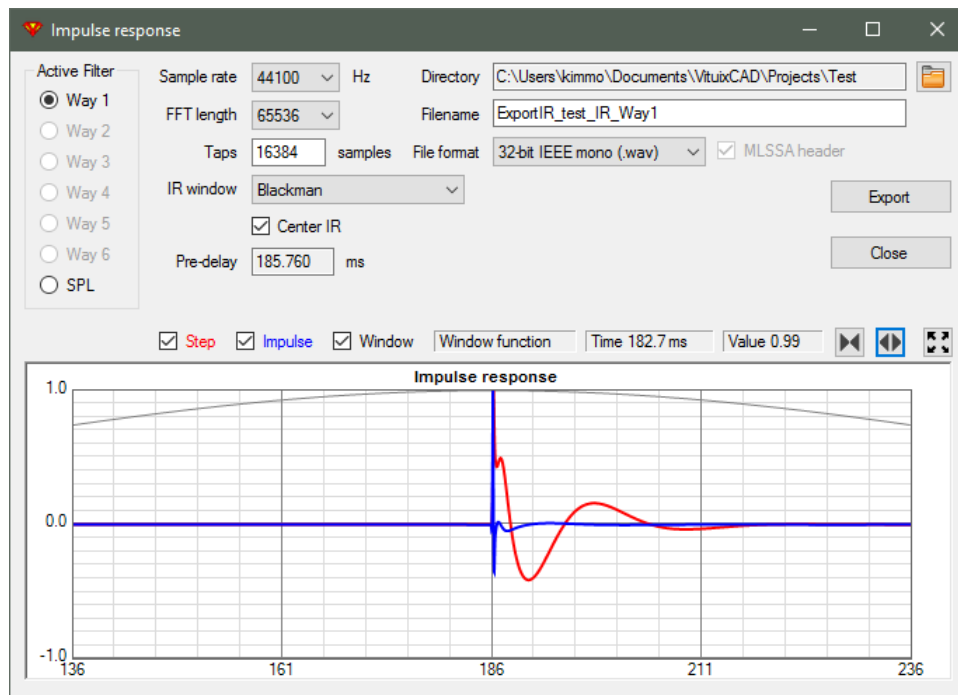 Impulse response
Active Filter
Way 1
Way 2
Way 3
Way 4
Way 5
Way 6
SPL
Sample rate 44100 Hz
FFT length 65536
Taps 16384 samples
IR window Blackman
Center IR
Pre-delay 185.760 ms
Directory C:\Users\kimmo\Documents\VituixCAD\Projects\Test
Filename ExportIR_test_IR_Way1
File format 32-bit IEEE mono (.wav) MLSSA header
Export
Close
Step Impulse Window Window function Time 182.7 ms Value 0.99
Impulse response
1.0
0.0
-1.0
136 161 186 211 236